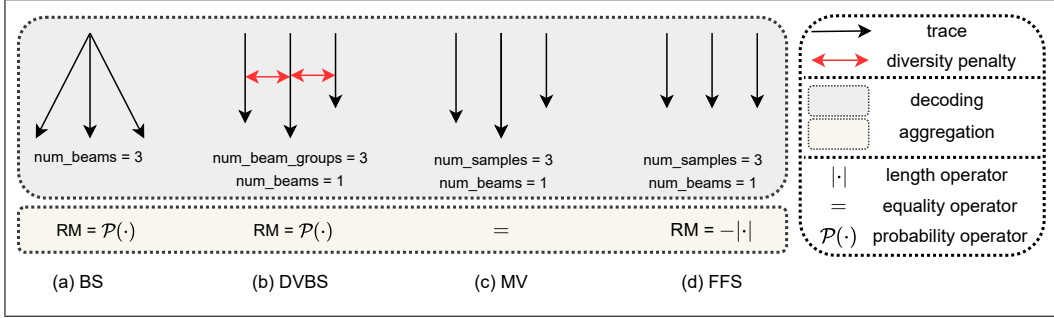 num_beams = 3
num_beam_groups = 3
num_beams = 1
num_samples = 3
num_beams = 1
num_samples = 3
num_beams = 1
RM = 𝒫(·)
RM = 𝒫(·)
=
RM = −|·|
(a) BS
(b) DVBS
(c) MV
(d) FFS
trace
diversity penalty
decoding
aggregation
|·| length operator
= equality operator
𝒫(·) probability operator